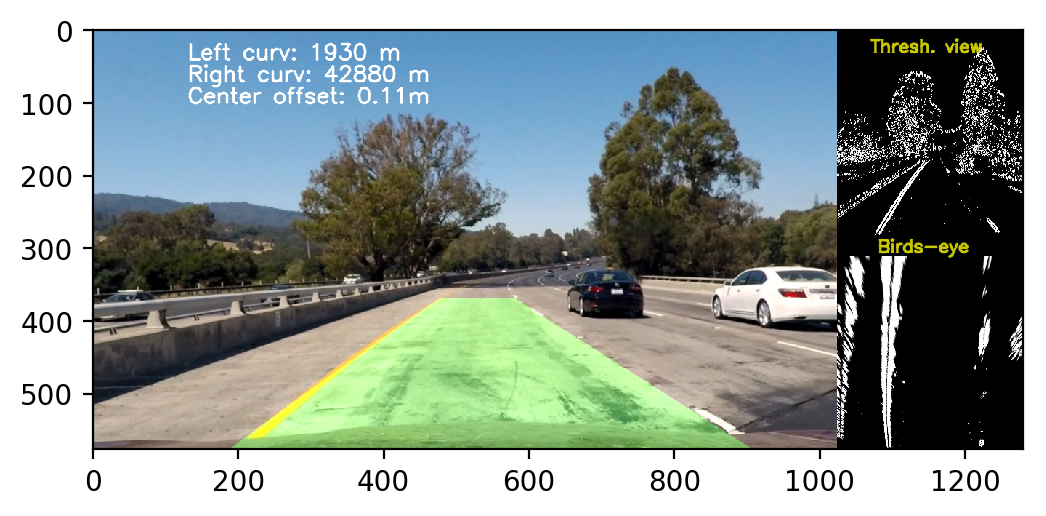 Left curv: 1930 m
Right curv: 42880 m
Center offset: 0.11m
Thresh. view
Birds-eye
0
100
200
300
400
500
0 200 400 600 800 1000 1200